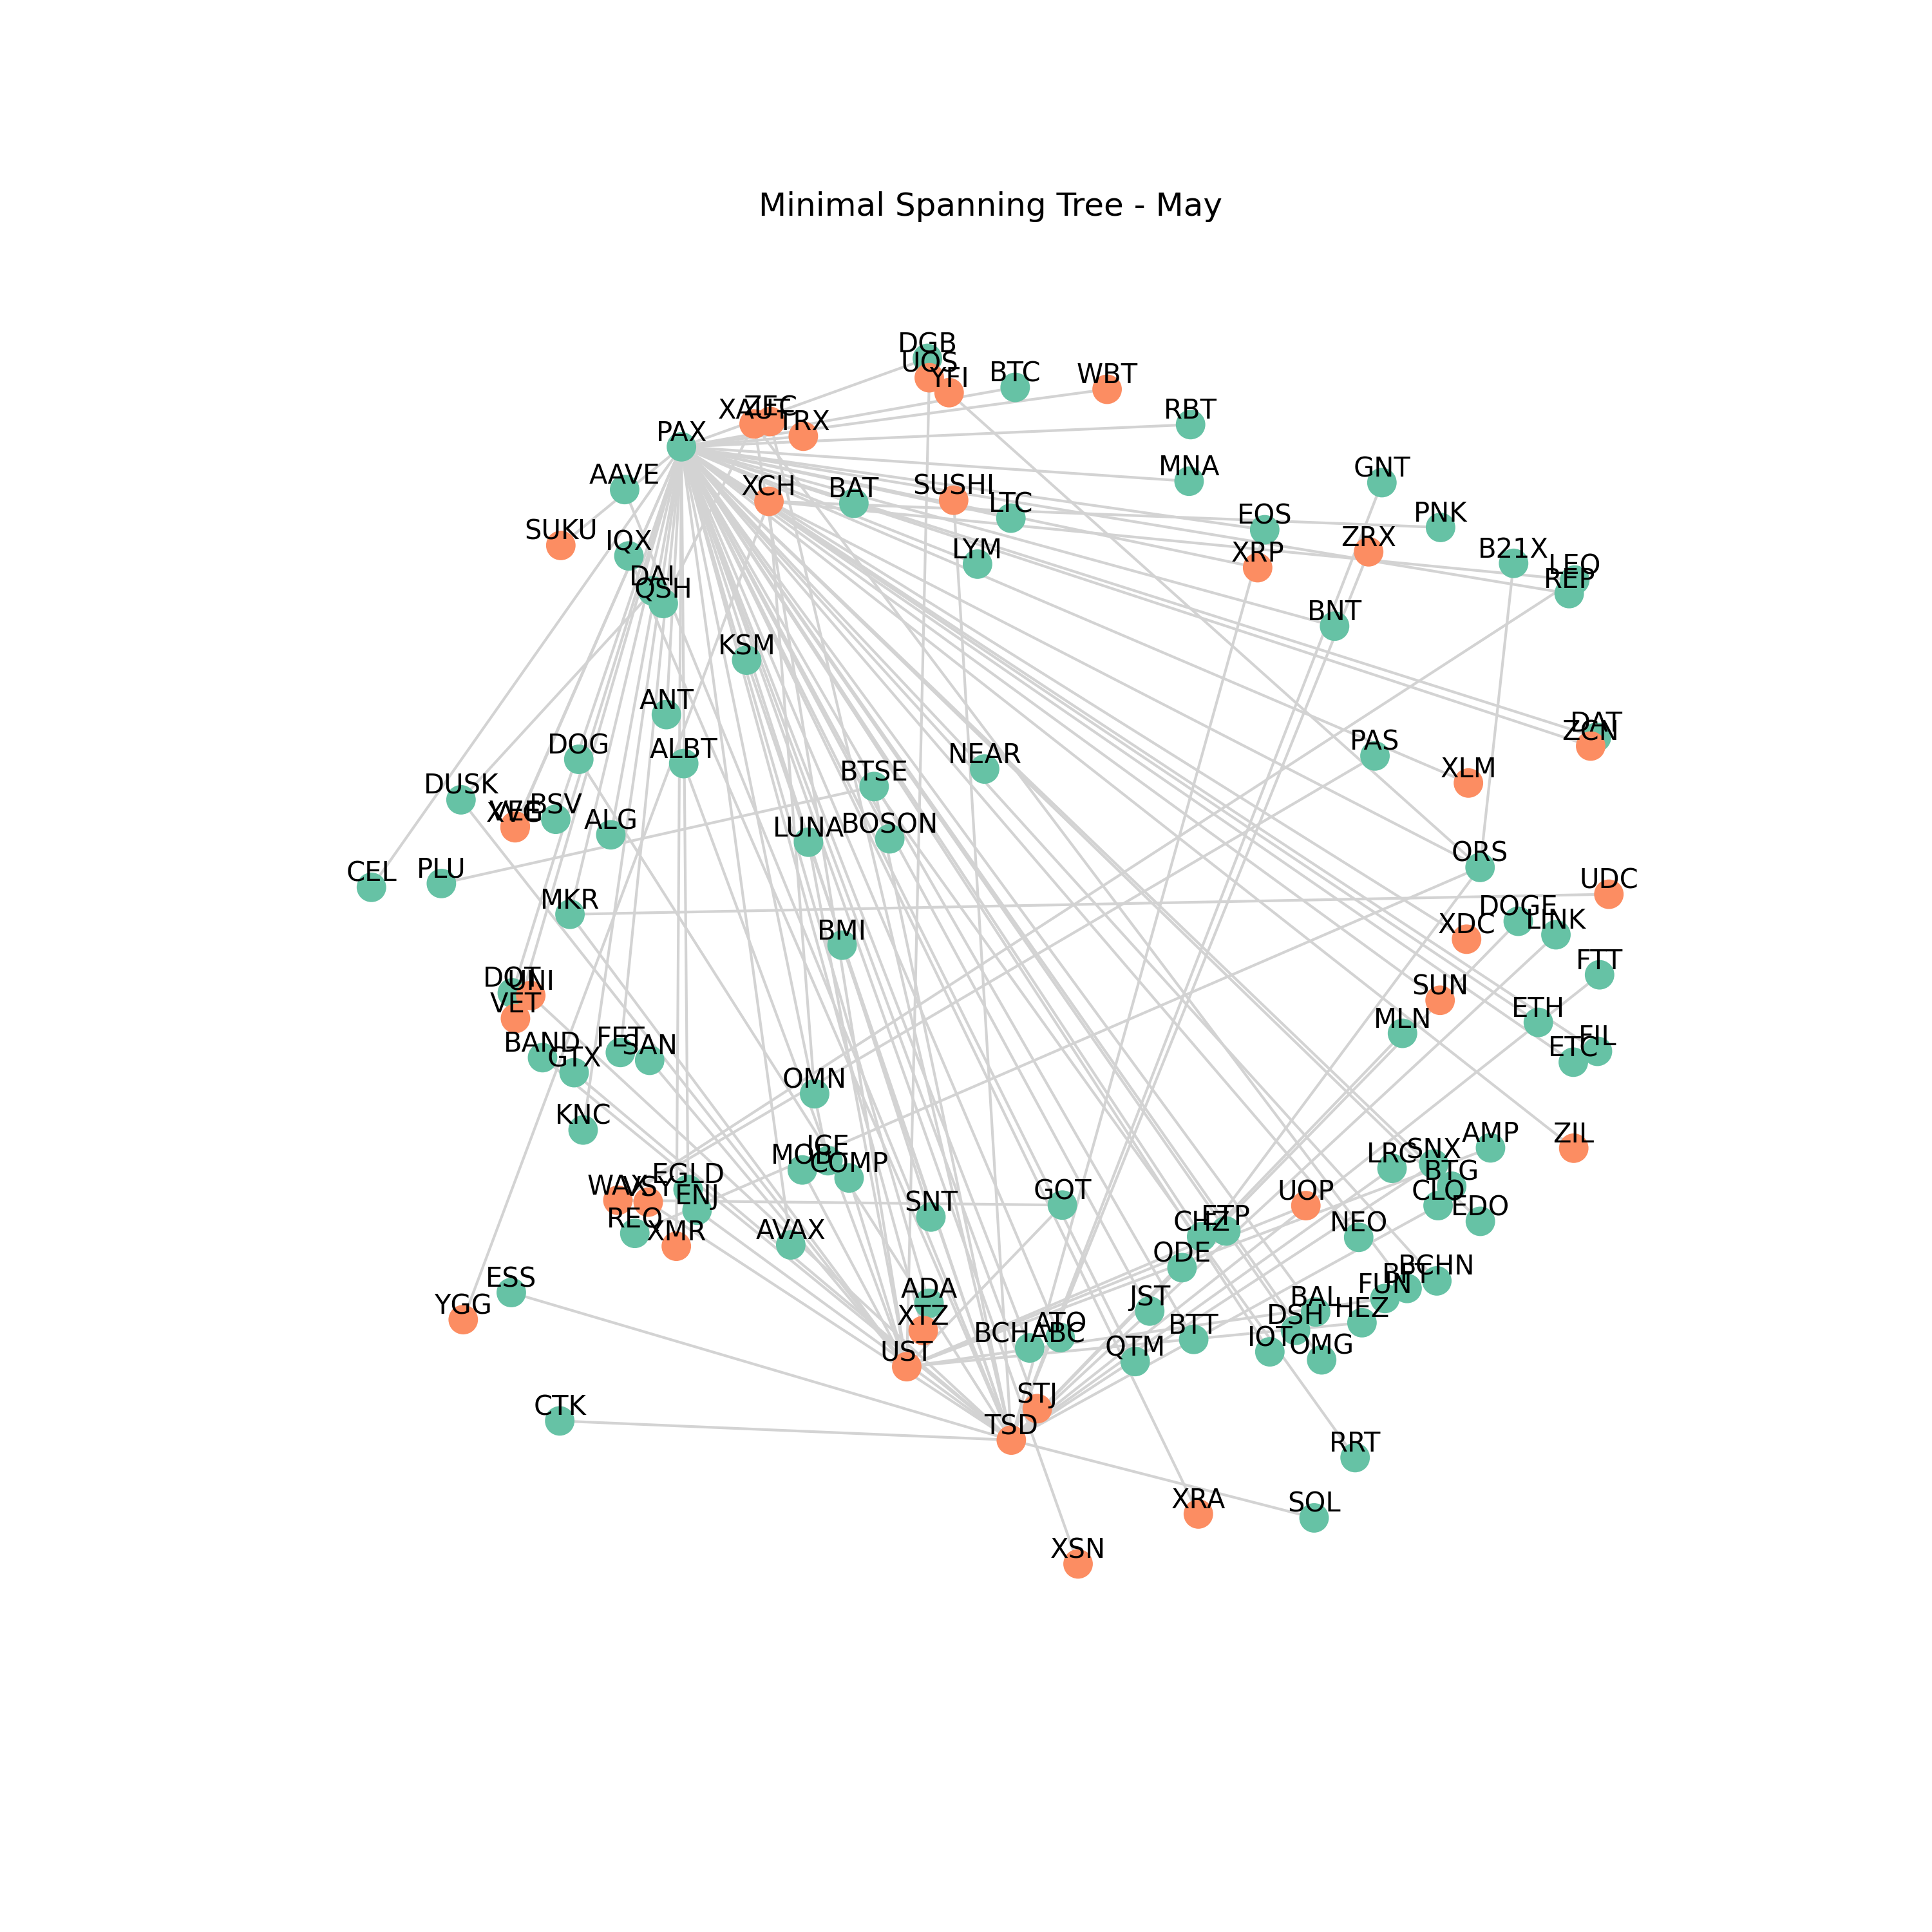 Minimal Spanning Tree - May
DGB
UOS
YFI
BTC
WBT
RBT
ZEC
TRX
PAX
AAVE
XCH
BAT
SUSHI
LTC
MNA
GNT
PNK
EOS
ZRX
XRP
SUKU
IQX
LYM
B21X
LEO
REP
DAI
QSH
BNT
KSM
ANT
DAT
ZCN
DOG
ALBT
NEAR
PAS
XLM
BTSE
DUSK
BSV
ALG
LUNA
BOSON
ORS
CEL
PLU
UDC
MKR
DOGE
LINK
XDC
BMI
FTT
DOT
UNI
VET
SUN
MLN
ETH
FIL
ETC
BAND
GTX
FET
SAN
OMN
KNC
AMP
ZIL
SNX
LRC
BTG
CLO
EDO
MOB
ICE
COMP
EGLD
ENJ
WAX
VSY
REQ
XMR
AVAX
SNT
GOT
UOP
NEO
CHZ
ETP
ODE
BCHN
BFT
FUN
ESS
YGG
ADA
XTZ
UST
BCHABC
ATO
JST
BTT
QTM
BAL
DSH
HEZ
IOT
OMG
STJ
TSD
CTK
RRT
XRA
SOL
XSN